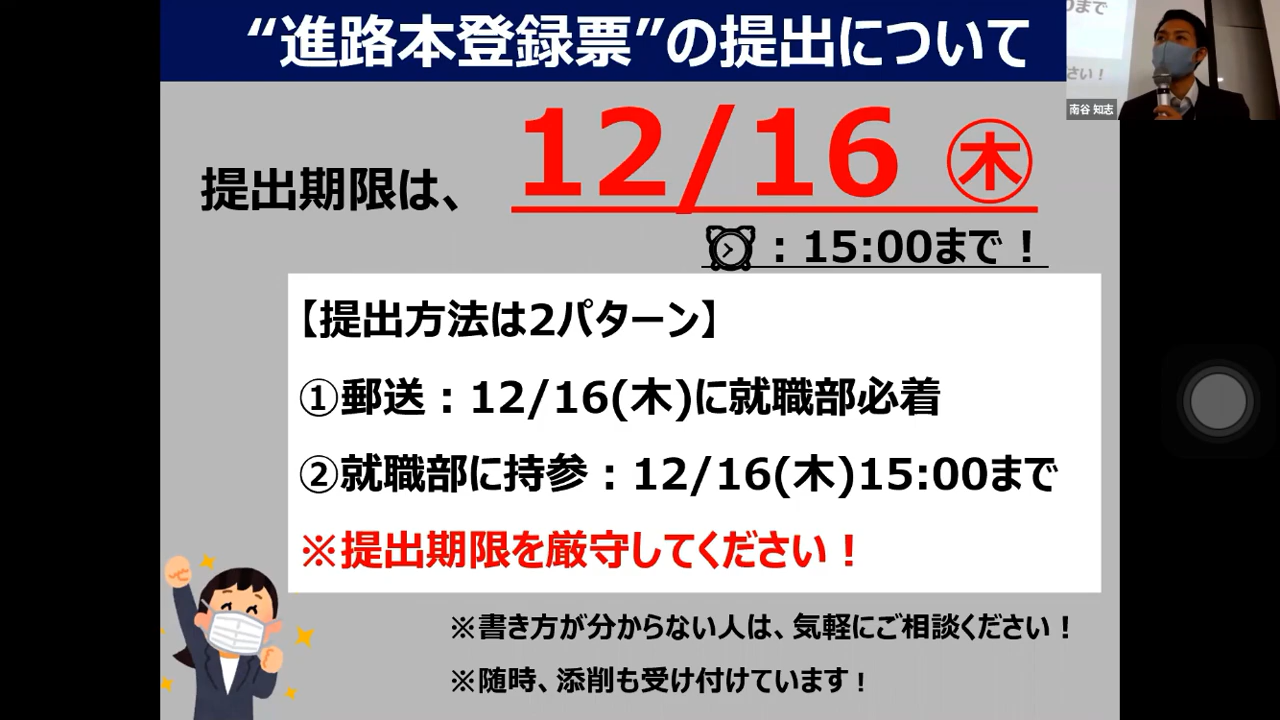 “進路本登録票”の提出について
提出期限は、 12/16 ㊍
：15:00まで！
【提出方法は2パターン】
①郵送：12/16(木)に就職部必着
②就職部に持参：12/16(木)15:00まで
※提出期限を厳守してください！
※書き方が分からない人は、気軽にご相談ください！
※随時、添削も受け付けています！
0まで
さい！
南谷 知志